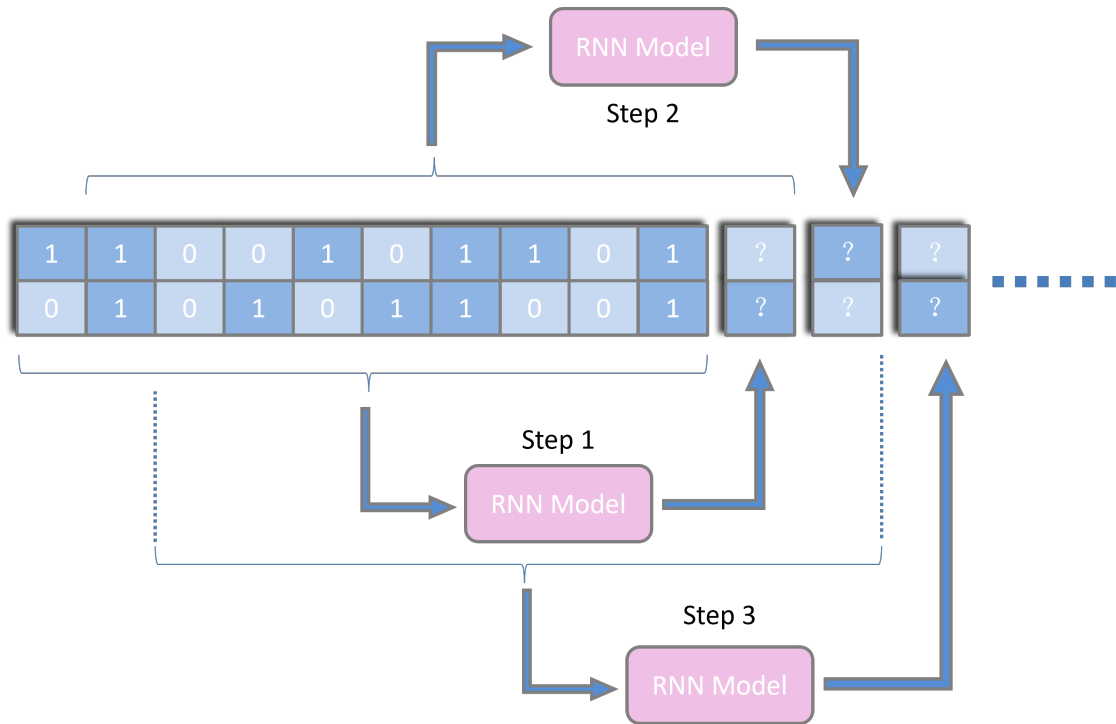 RNN Model
Step 2
1 1 0 0 1 0 1 1 0 1 ? ? ?
0 1 0 1 0 1 1 0 0 1 ? ? ?
Step 1
RNN Model
Step 3
RNN Model